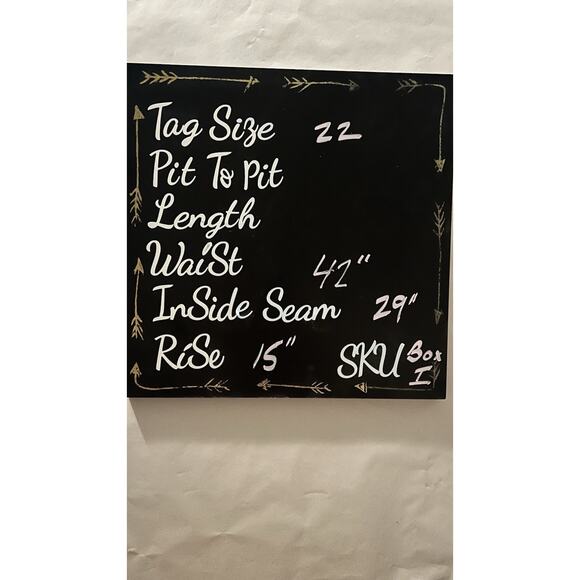 Tag Size 22
Pit To Pit
Length
Waist 42"
InSide Seam 29"
RiSe 15" SKU Box I